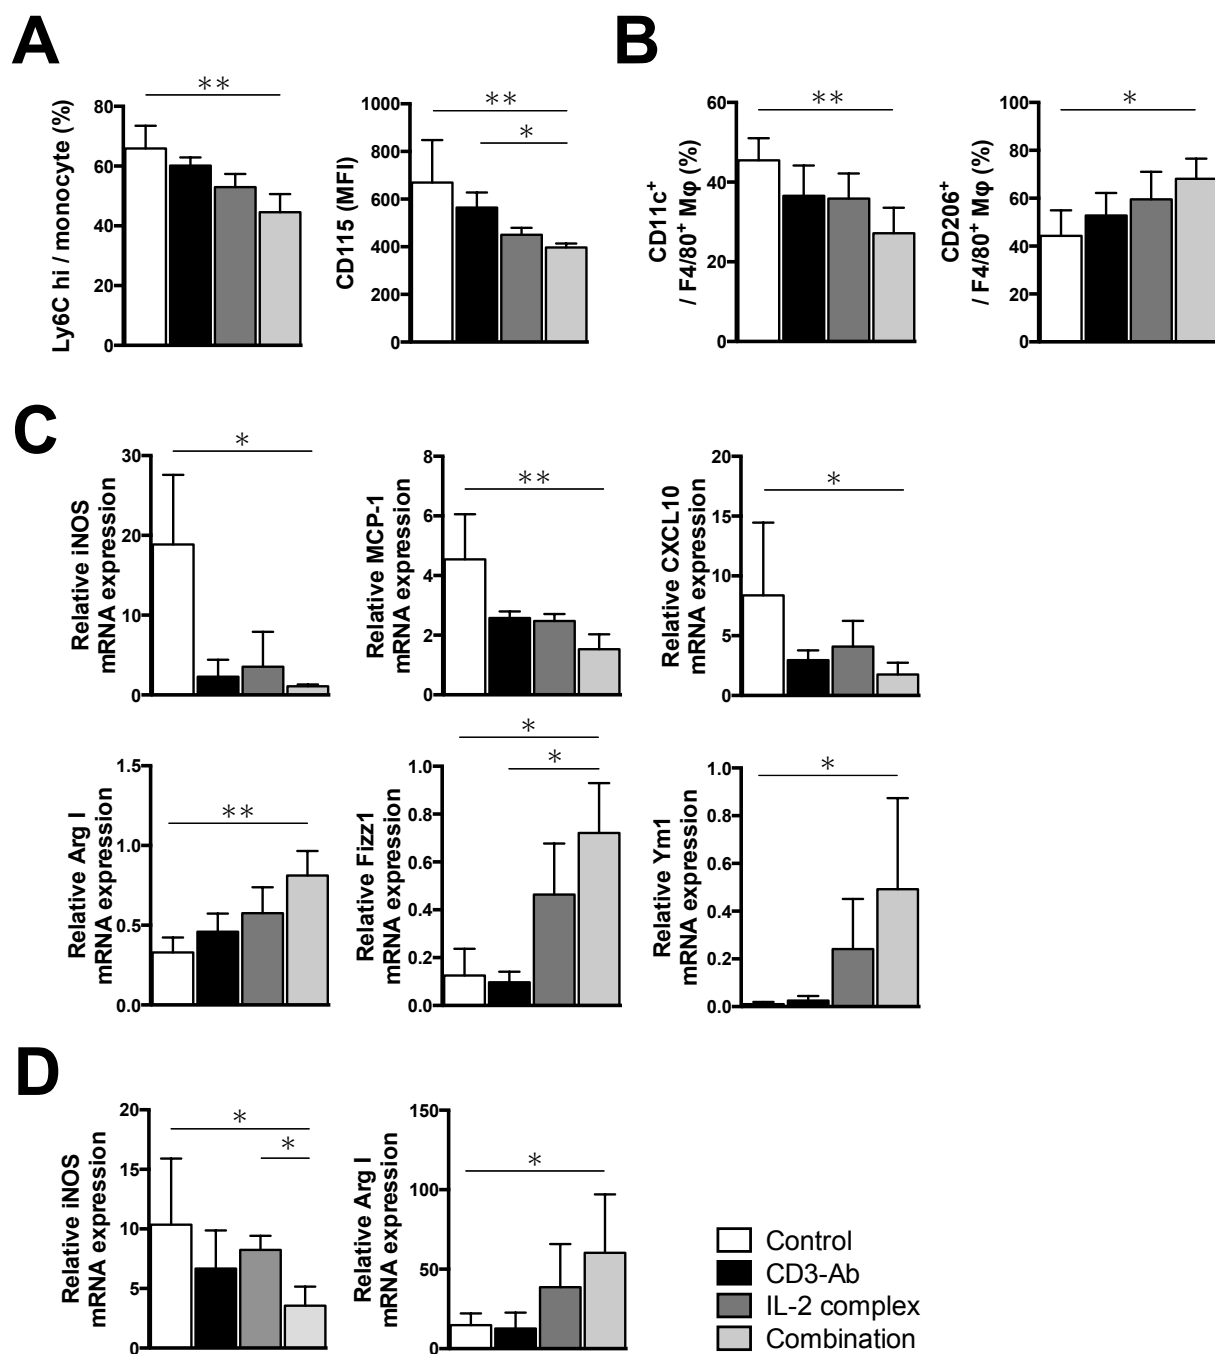 A
B
Ly6C hi / monocyte (%)
80
60
40
20
0
**
CD115 (MFI)
1000
800
600
400
200
0
**
*
CD11c+
/ F4/80+ Mφ (%)
60
40
20
0
**
CD206+
/ F4/80+ Mφ (%)
100
80
60
40
20
0
*
C
Relative iNOS
mRNA expression
30
20
10
0
*
Relative MCP-1
mRNA expression
8
6
4
2
0
**
Relative CXCL10
mRNA expression
20
15
10
5
0
*
Relative Arg I
mRNA expression
1.5
1.0
0.5
0.0
**
Relative Fizz1
mRNA expression
1.0
0.8
0.6
0.4
0.2
0.0
*
*
Relative Ym1
mRNA expression
1.0
0.8
0.6
0.4
0.2
0.0
*
D
Relative iNOS
mRNA expression
20
15
10
5
0
*
*
Relative Arg I
mRNA expression
150
100
50
0
*
Control
CD3-Ab
IL-2 complex
Combination